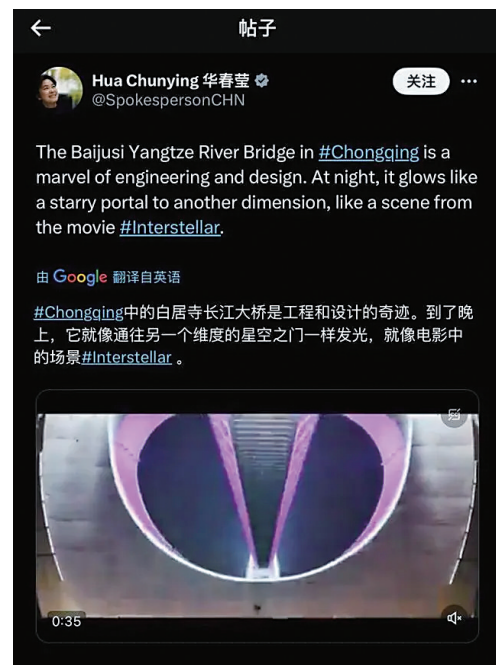 帖子
Hua Chunying 华春莹
关注
@SpokespersonCHN
The Baijusi Yangtze River Bridge in #Chongqing is a
marvel of engineering and design. At night, it glows like
a starry portal to another dimension, like a scene from
the movie #Interstellar.
由 Google 翻译自英语
#Chongqing中的白居寺长江大桥是工程和设计的奇迹。到了晚
上，它就像通往另一个维度的星空之门一样发光，就像电影中
的场景#Interstellar 。
0:35